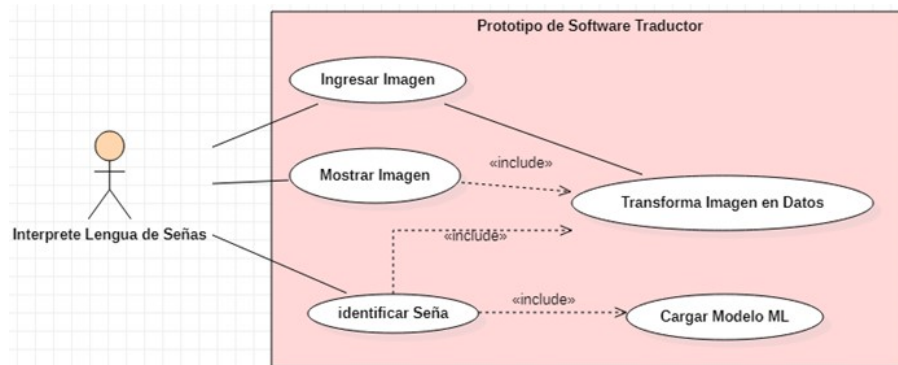 Prototipo de Software Traductor
Ingresar Imagen
«include»
Mostrar Imagen
Transforma Imagen en Datos
Interprete Lengua de Señas
«include»
«include»
identificar Seña
Cargar Modelo ML